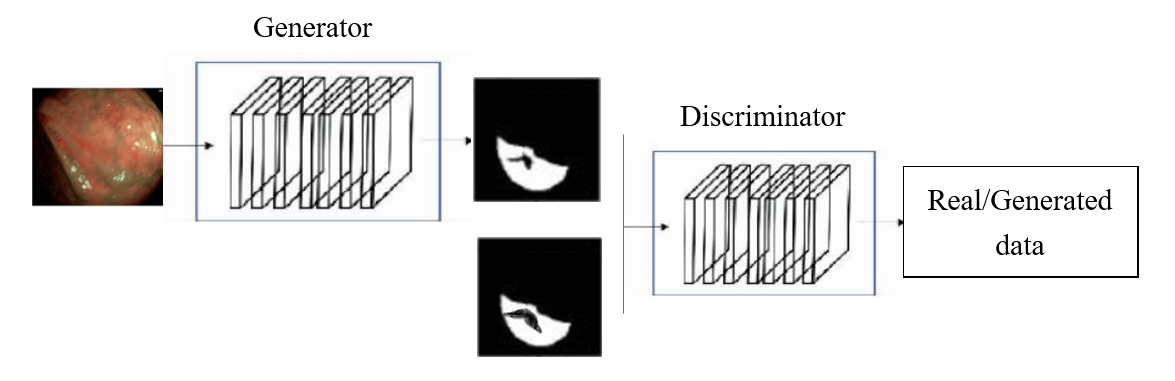 Generator
Discriminator
Real/Generated
data